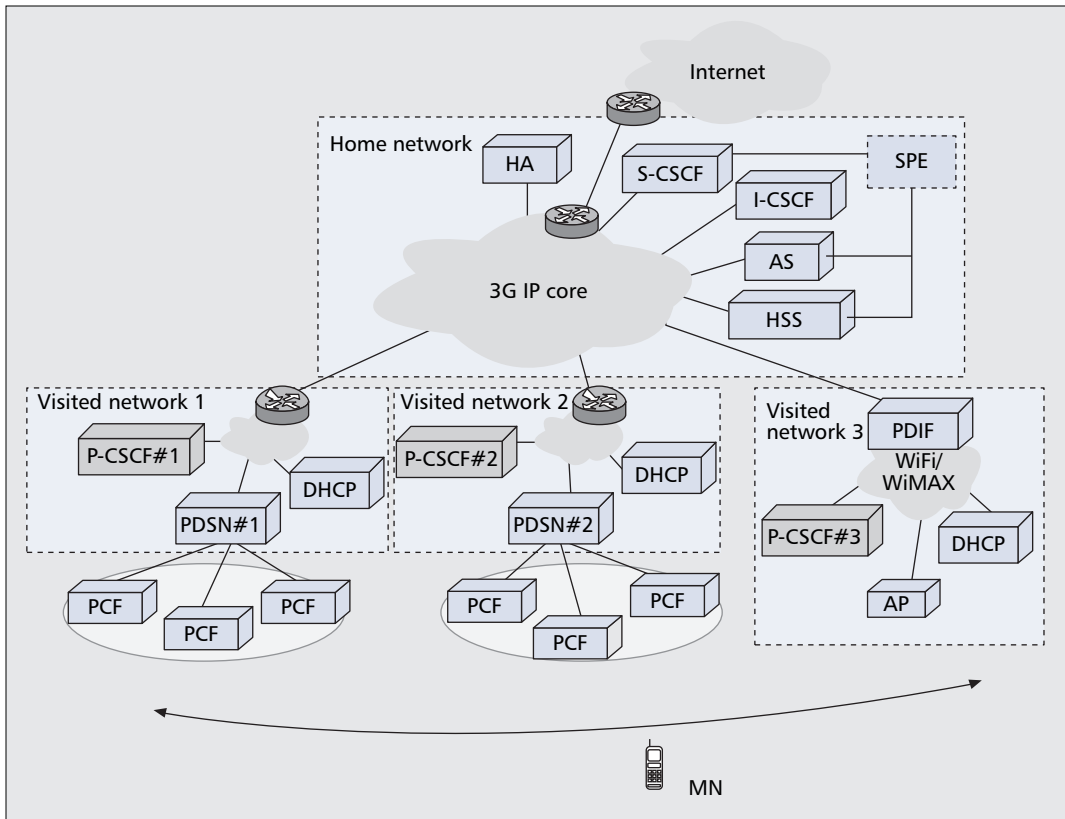 Internet
Home network
HA
S-CSCF
SPE
I-CSCF
AS
3G IP core
HSS
Visited network 1
P-CSCF#1
DHCP
PDSN#1
PCF
PCF
PCF
Visited network 2
P-CSCF#2
DHCP
PDSN#2
PCF
PCF
PCF
Visited
network 3
PDIF
WiFi/
WiMAX
P-CSCF#3
DHCP
AP
MN